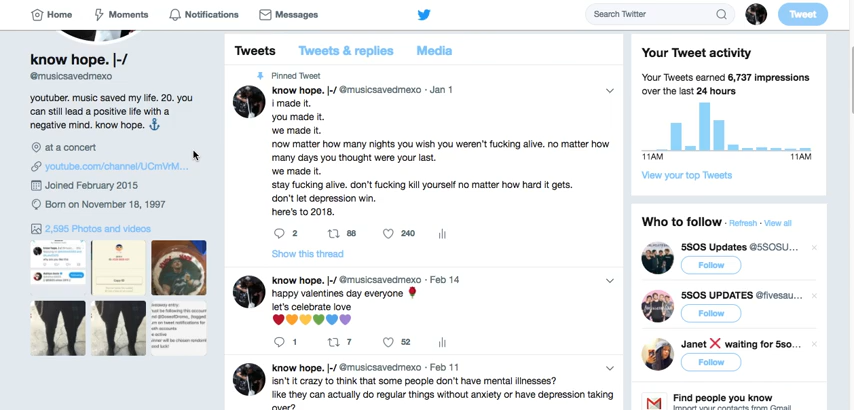 Home
Moments
Notifications
Messages
Search Twitter
Tweet
know hope. |-/
@musicsavedmexo
youtuber. music saved my life. 20. you
can still lead a positive life with a
negative mind. know hope. ⚓
at a concert
youtube.com/channel/UCmVrM...
Joined February 2015
Born on November 18, 1997
2,595 Photos and videos
Tweets
Tweets & replies
Media
Pinned Tweet
know hope. |-/ @musicsavedmexo · Jan 1
i made it.
you made it.
we made it.
now matter how many nights you wish you weren't fucking alive. no matter how
many days you thought were your last.
we made it.
stay fucking alive. don't fucking kill yourself no matter how hard it gets.
don't let depression win.
here's to 2018.
2 88 240
Show this thread
know hope. |-/ @musicsavedmexo · Feb 14
happy valentines day everyone 🌹
let's celebrate love
❤️🧡💛💚💙💜
1 7 52
know hope. |-/ @musicsavedmexo · Feb 11
isn't it crazy to think that some people don't have mental illnesses?
like they can actually do regular things without anxiety or have depression taking
over?
Your Tweet activity
Your Tweets earned 6,737 impressions
over the last 24 hours
11AM 11AM
View your top Tweets
Who to follow · Refresh · View all
5SOS Updates @5SOSU...
Follow
5SOS UPDATES @fivesau...
Follow
Janet ❌ waiting for 5so...
Follow
Find people you know
Import your contacts from Gmail